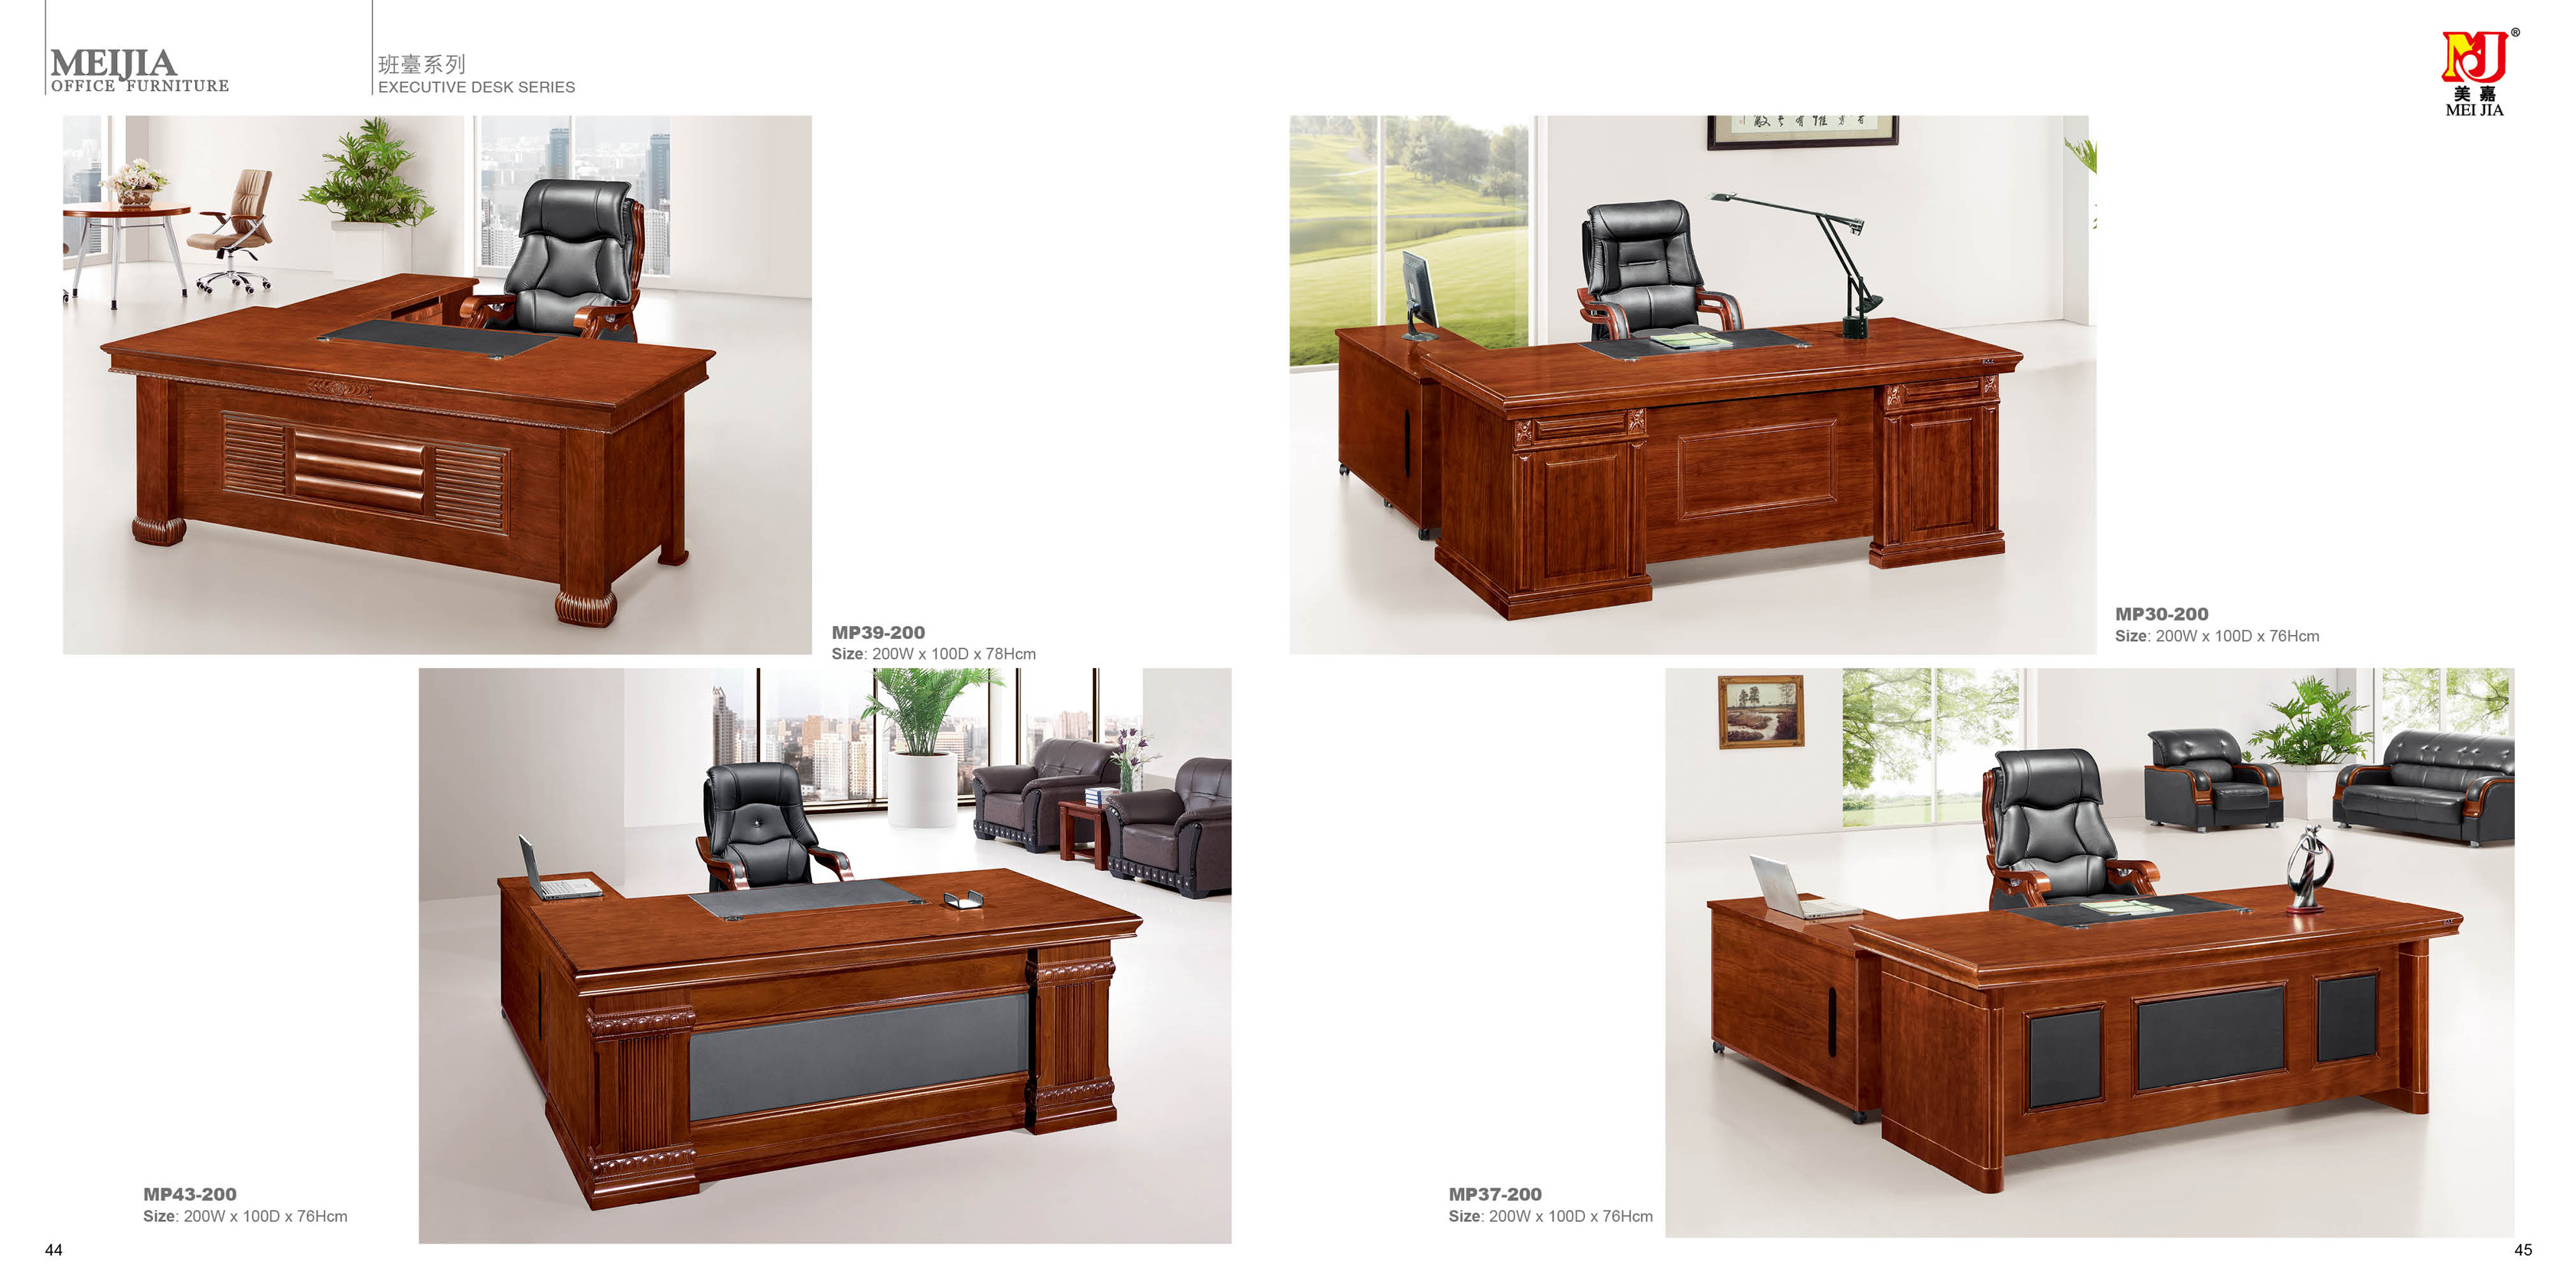 MEIJIA
OFFICE FURNITURE
班臺系列
EXECUTIVE DESK SERIES
MJ®
美嘉
MEI JIA
MP39-200
Size: 200W x 100D x 78Hcm
MP30-200
Size: 200W x 100D x 76Hcm
MP43-200
Size: 200W x 100D x 76Hcm
MP37-200
Size: 200W x 100D x 76Hcm
44
45